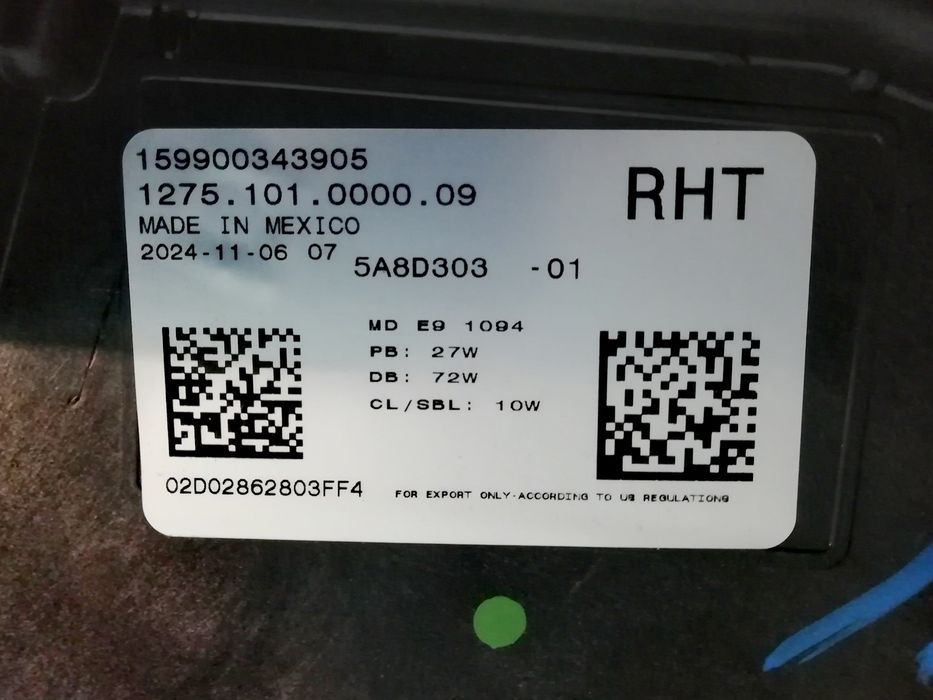 159900343905
1275.101.0000.09
RHT
MADE IN MEXICO
2024-11-06 07
5A8D303 -01
MD E9 1094
PB: 27W
DB: 72W
CL/SBL: 10W
02D02862803FF4
FOR EXPORT ONLY-ACCORDING TO US REGULATIONS